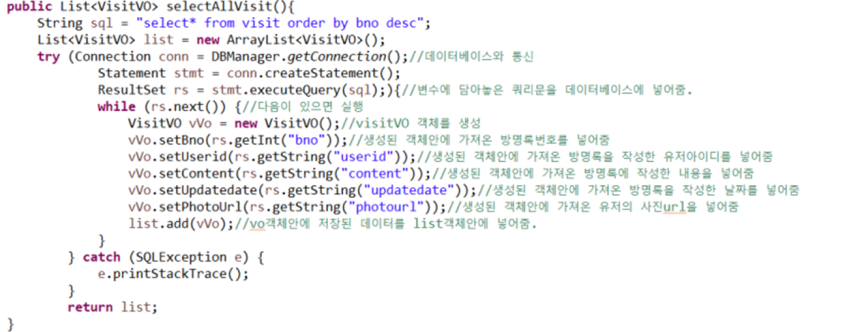 public List<VisitVO> selectAllVisit(){
String sql = "select* from visit order by bno desc";
List<VisitVO> list = new ArrayList<VisitVO>();
try (Connection conn = DBManager.getConnection();//데이터베이스와 통신
Statement stmt = conn.createStatement();
ResultSet rs = stmt.executeQuery(sql);){//변수에 담아놓은 쿼리문을 데이터베이스에 넣어줌.
while (rs.next()) {//다음이 있으면 실행
VisitVO vVo = new VisitVO();//visitVO 객체를 생성
vVo.setBno(rs.getInt("bno"));//생성된 객체안에 가져온 방명록번호를 넣어줌
vVo.setUserid(rs.getString("userid"));//생성된 객체안에 가져온 방명록을 작성한 유저아이디를 넣어줌
vVo.setContent(rs.getString("content"));//생성된 객체안에 가져온 방명록에 작성한 내용을 넣어줌
vVo.setUpdatedate(rs.getString("updatedate"));//생성된 객체안에 가져온 방명록을 작성한 날짜를 넣어줌
vVo.setPhotoUrl(rs.getString("photourl"));//생성된 객체안에 가져온 유저의 사진url을 넣어줌
list.add(vVo);//vo객체안에 저장된 데이터를 list객체안에 넣어줌.
}
} catch (SQLException e) {
e.printStackTrace();
}
return list;
}